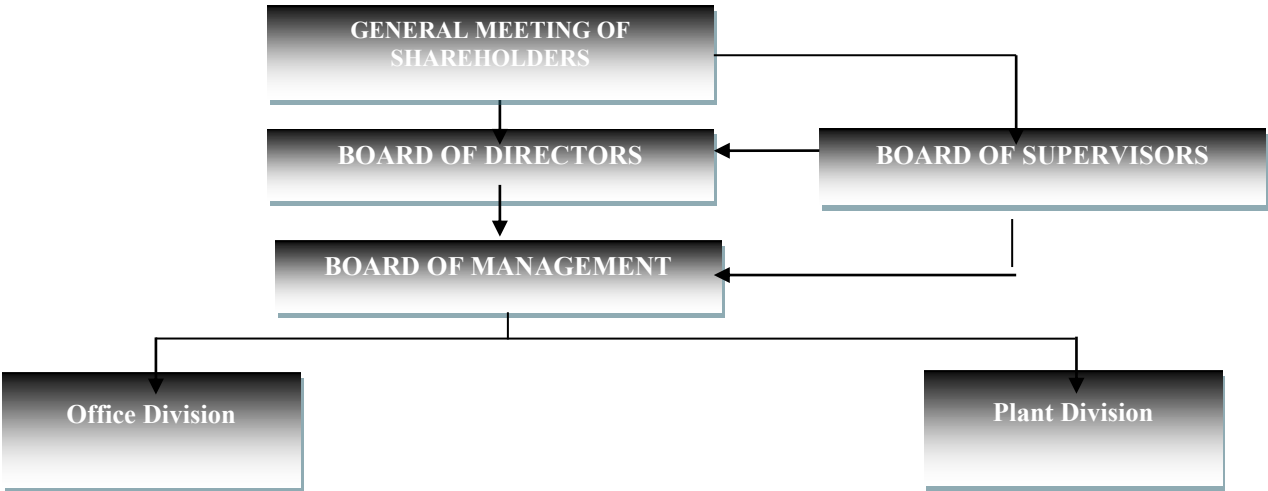 GENERAL MEETING OF
SHAREHOLDERS
BOARD OF DIRECTORS
BOARD OF SUPERVISORS
BOARD OF MANAGEMENT
Office Division
Plant Division